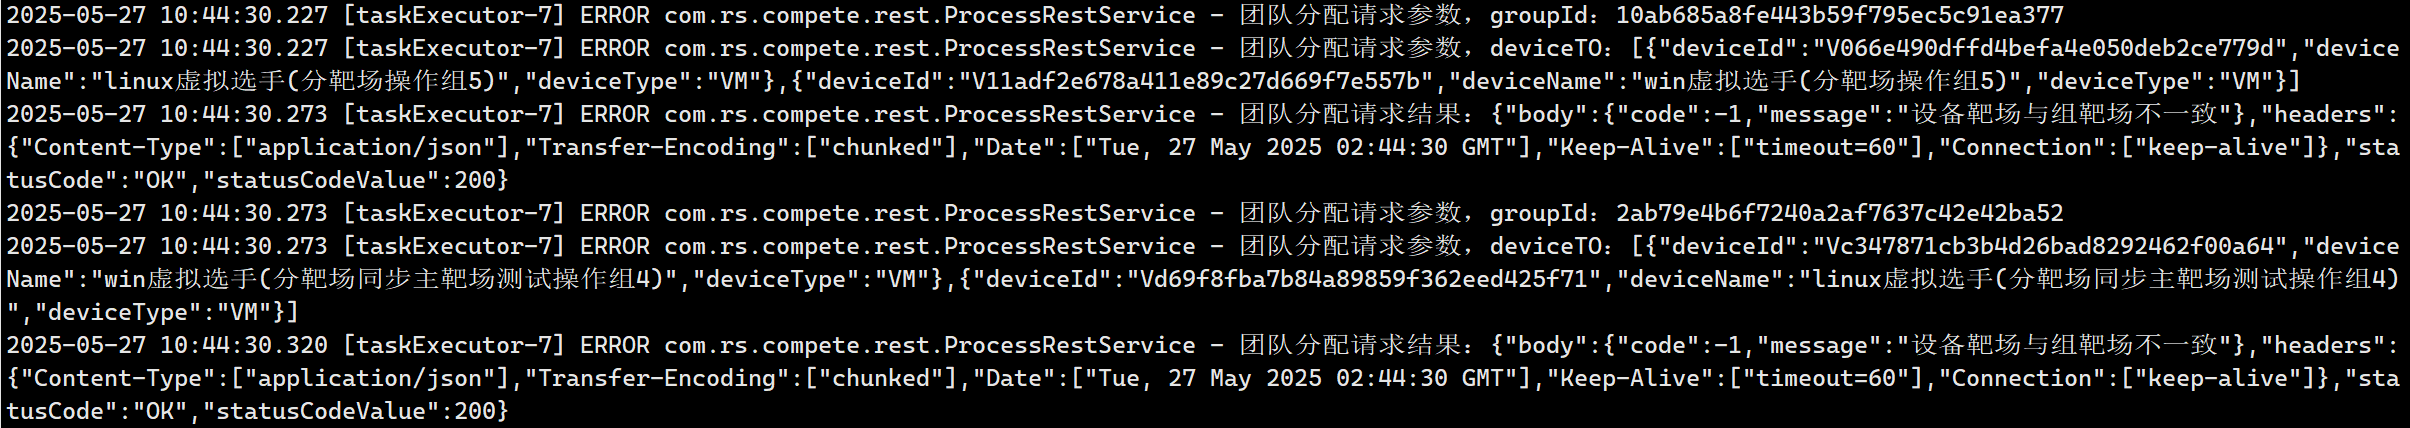 2025-05-27 10:44:30.227 [taskExecutor-7] ERROR com.rs.compete.rest.ProcessRestService - 团队分配请求参数，groupId：10ab685a8fe443b59f795ec5c91ea377
2025-05-27 10:44:30.227 [taskExecutor-7] ERROR com.rs.compete.rest.ProcessRestService - 团队分配请求参数，deviceTO：[{"deviceId":"V066e490dffd4befa4e050deb2ce779d","device
Name":"linux虚拟选手(分靶场操作组5)","deviceType":"VM"},{"deviceId":"V11adf2e678a411e89c27d669f7e557b","deviceName":"win虚拟选手(分靶场操作组5)","deviceType":"VM"}]
2025-05-27 10:44:30.273 [taskExecutor-7] ERROR com.rs.compete.rest.ProcessRestService - 团队分配请求结果：{"body":{"code":-1,"message":"设备靶场与组靶场不一致"},"headers":
{"Content-Type":["application/json"],"Transfer-Encoding":["chunked"],"Date":["Tue, 27 May 2025 02:44:30 GMT"],"Keep-Alive":["timeout=60"],"Connection":["keep-alive"]},"sta
tusCode":"OK","statusCodeValue":200}
2025-05-27 10:44:30.273 [taskExecutor-7] ERROR com.rs.compete.rest.ProcessRestService - 团队分配请求参数，groupId：2ab79e4b6f7240a2af7637c42e42ba52
2025-05-27 10:44:30.273 [taskExecutor-7] ERROR com.rs.compete.rest.ProcessRestService - 团队分配请求参数，deviceTO：[{"deviceId":"Vc347871cb3b4d26bad8292462f00a64","device
Name":"win虚拟选手(分靶场同步主靶场测试操作组4)","deviceType":"VM"},{"deviceId":"Vd69f8fba7b84a89859f362eed425f71","deviceName":"linux虚拟选手(分靶场同步主靶场测试操作组4)
","deviceType":"VM"}]
2025-05-27 10:44:30.320 [taskExecutor-7] ERROR com.rs.compete.rest.ProcessRestService - 团队分配请求结果：{"body":{"code":-1,"message":"设备靶场与组靶场不一致"},"headers":
{"Content-Type":["application/json"],"Transfer-Encoding":["chunked"],"Date":["Tue, 27 May 2025 02:44:30 GMT"],"Keep-Alive":["timeout=60"],"Connection":["keep-alive"]},"sta
tusCode":"OK","statusCodeValue":200}